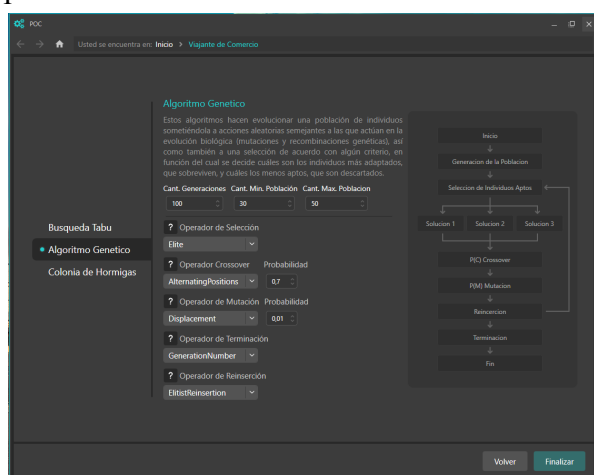 POC
Usted se encuentra en: Inicio > Viajante de Comercio
Busqueda Tabu
Algoritmo Genetico
Colonia de Hormigas
Algoritmo Genetico
Estos algoritmos hacen evolucionar una población de individuos
sometiéndola a acciones aleatorias semejantes a las que actúan en la
evolución biológica (mutaciones y recombinaciones genéticas), así
como también a una selección de acuerdo con algún criterio, en
función del cual se decide cuáles son los individuos más adaptados,
que sobreviven, y cuáles los menos aptos, que son descartados.
Cant. Generaciones Cant. Min. Población Cant. Max. Poblacion
100 30 50
? Operador de Selección
Elite
? Operador Crossover Probabilidad
AlternatingPositions 0,7
? Operador de Mutación Probabilidad
Displacement 0,01
? Operador de Terminación
GenerationNumber
? Operador de Reinserción
ElitistReinsertion
Inicio
Generacion de la Poblacion
Seleccion de Individuos Aptos
Solucion 1 Solucion 2 Solucion 3
P(C) Crossover
P(M) Mutacion
Reincercion
Terminacion
Fin
Volver Finalizar